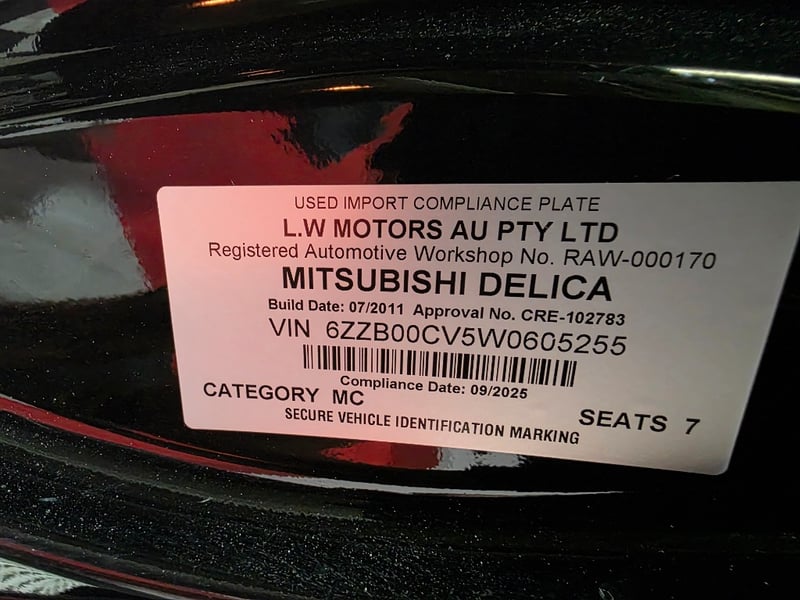 USED IMPORT COMPLIANCE PLATE
L.W MOTORS AU PTY LTD
Registered Automotive Workshop No. RAW-000170
MITSUBISHI DELICA
Build Date: 07/2011 Approval No. CRE-102783
VIN 6ZZB00CV5W0605255
Compliance Date: 09/2025
CATEGORY MC SEATS 7
SECURE VEHICLE IDENTIFICATION MARKING